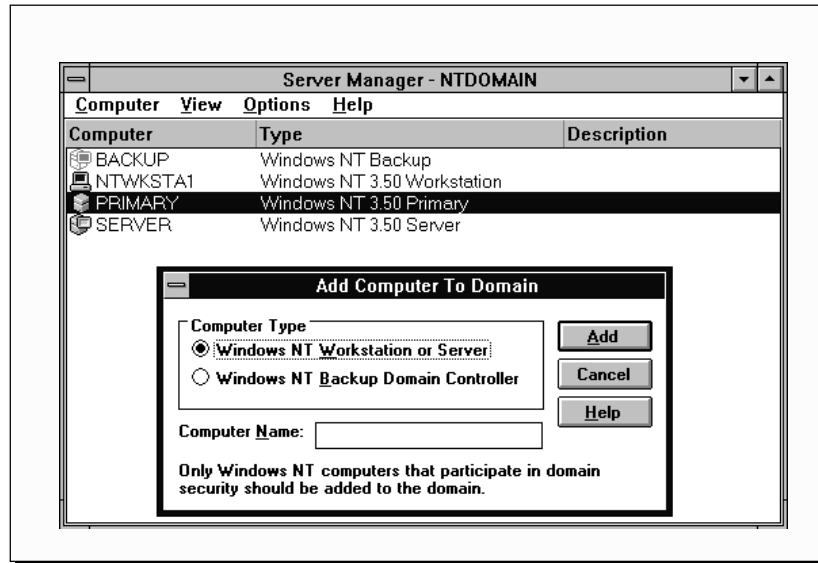 Server Manager - NTDOMAIN
Computer View Options Help
Computer Type Description
BACKUP Windows NT Backup
NTWKSTA1 Windows NT 3.50 Workstation
PRIMARY Windows NT 3.50 Primary
SERVER Windows NT 3.50 Server
Add Computer To Domain
Computer Type
Windows NT Workstation or Server
Windows NT Backup Domain Controller
Add
Cancel
Help
Computer Name:
Only Windows NT computers that participate in domain
security should be added to the domain.